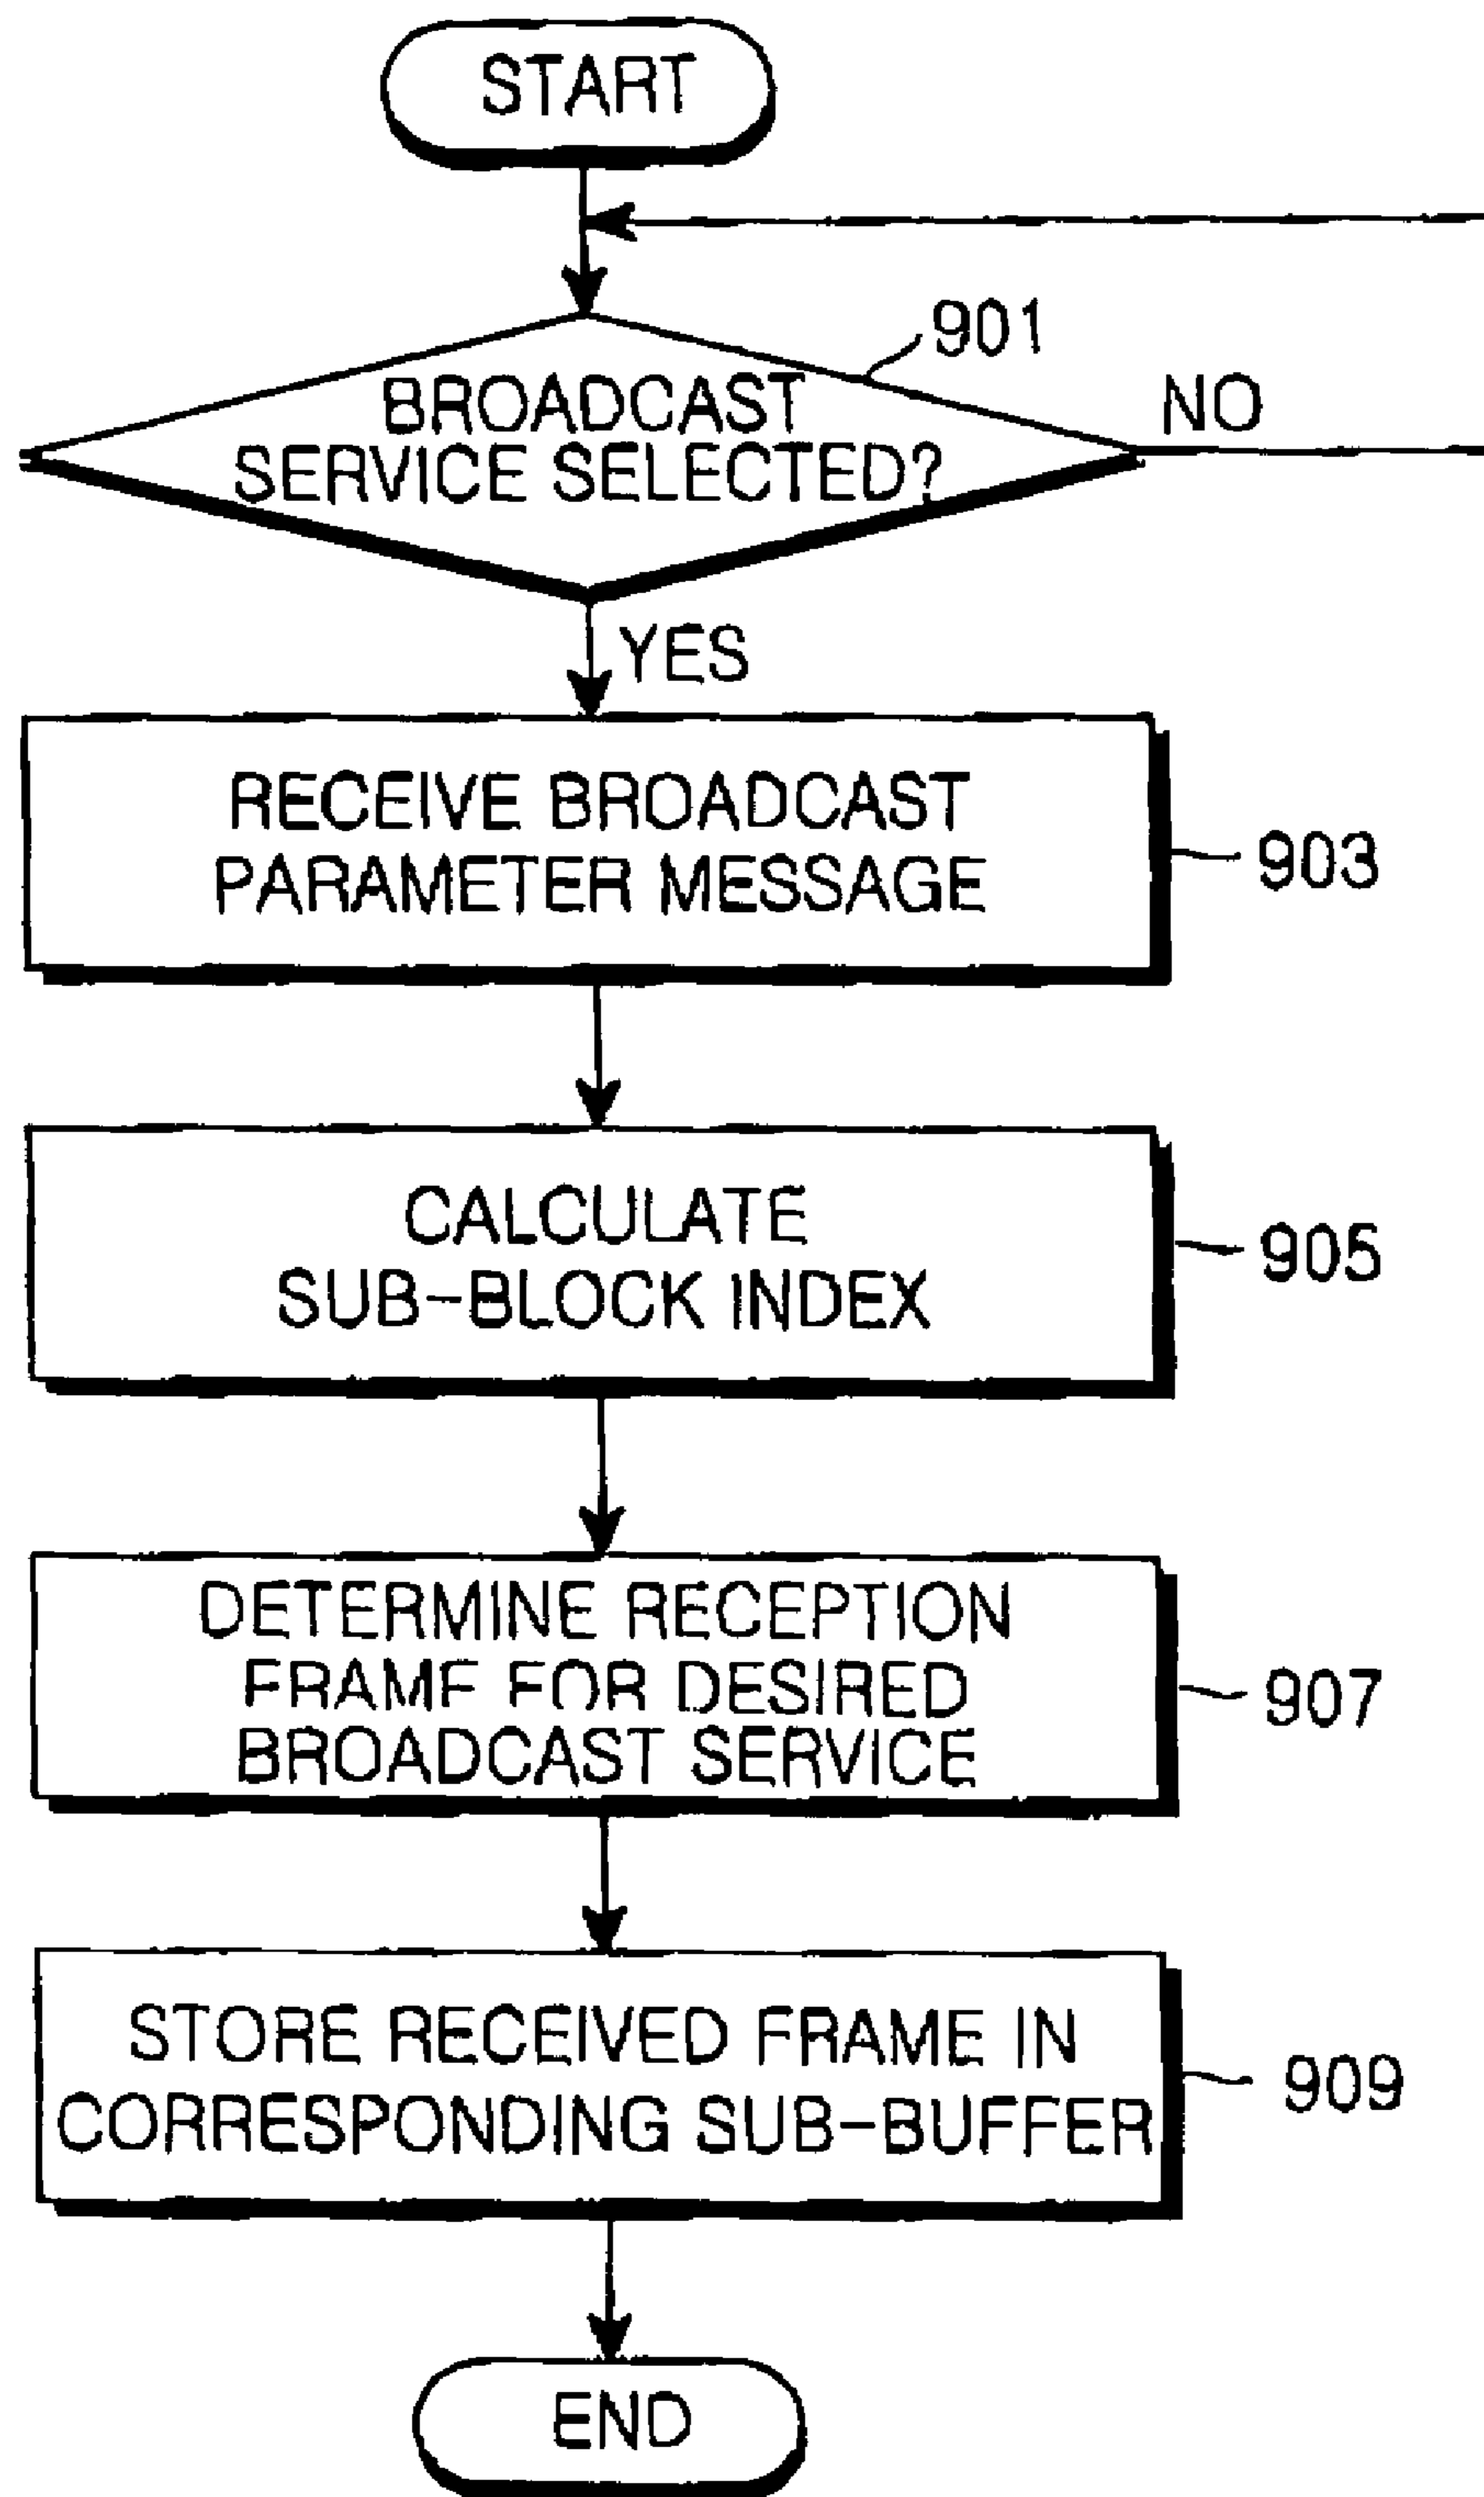 START
901
BROADCAST
SERVICE SELECTED?
NO
YES
RECEIVE BROADCAST
PARAMETER MESSAGE
903
CALCULATE
SUB-BLOCK INDEX
905
DETERMINE RECEPTION
FRAME FOR DESIRED
BROADCAST SERVICE
907
STORE RECEIVED FRAME IN
CORRESPONDING SUB-BUFFER
909
END